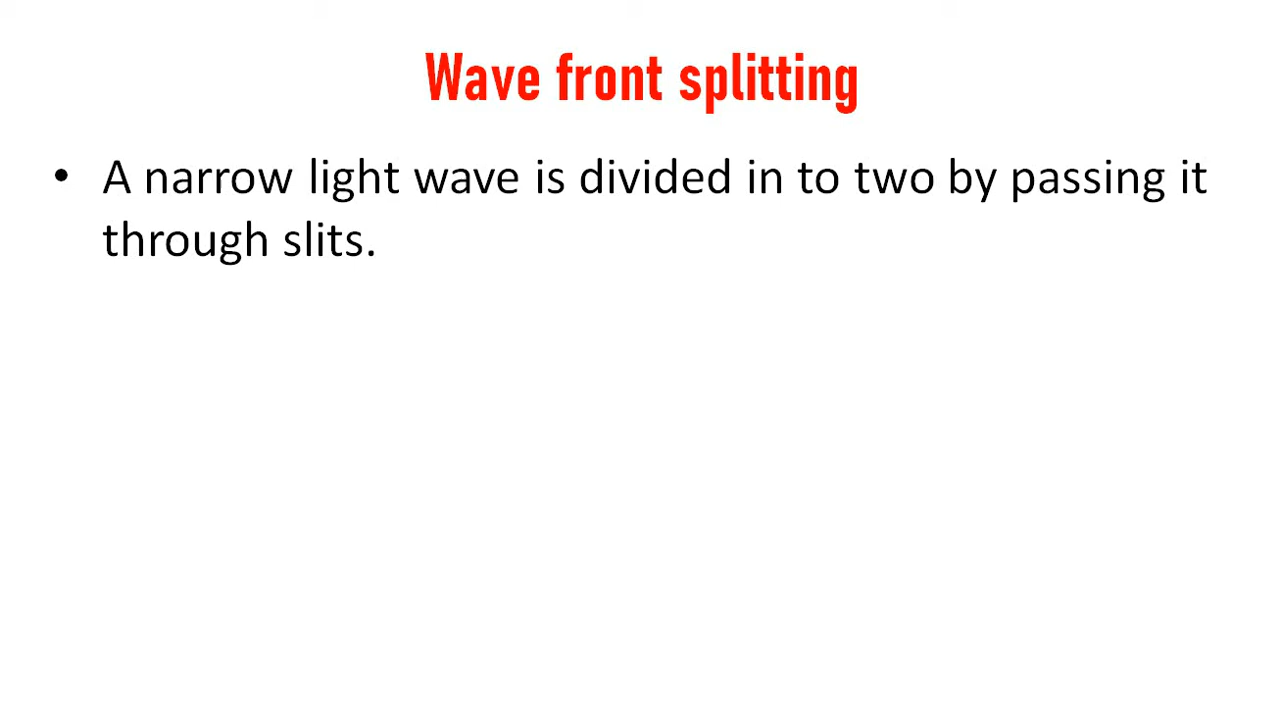 Wave front splitting
• A narrow light wave is divided in to two by passing it
through slits.